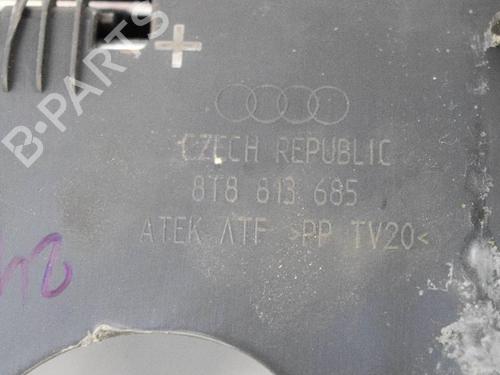 B-PARTS
CZECH REPUBLIC
8T8 813 685
ATEK ATF >PP TV20<